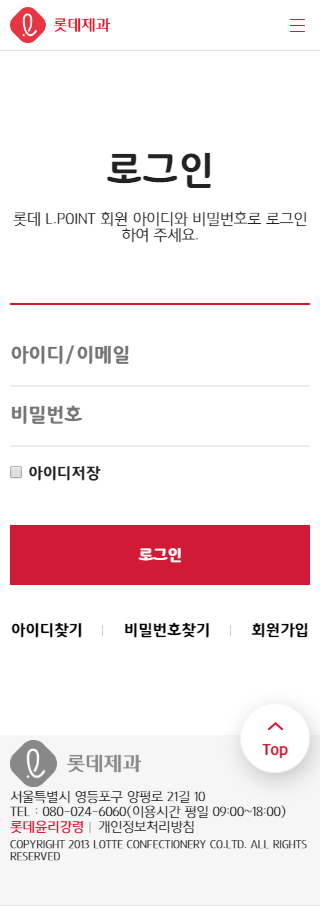 롯데제과
로그인
롯데 L.POINT 회원 아이디와 비밀번호로 로그인
하여 주세요.
아이디/이메일
비밀번호
아이디저장
로그인
아이디찾기 | 비밀번호찾기 | 회원가입
Top
롯데제과
서울특별시 영등포구 양평로 21길 10
TEL : 080-024-6060(이용시간 평일 09:00~18:00)
롯데윤리강령 | 개인정보처리방침
COPYRIGHT 2013 LOTTE CONFECTIONERY CO.LTD. ALL RIGHTS
RESERVED